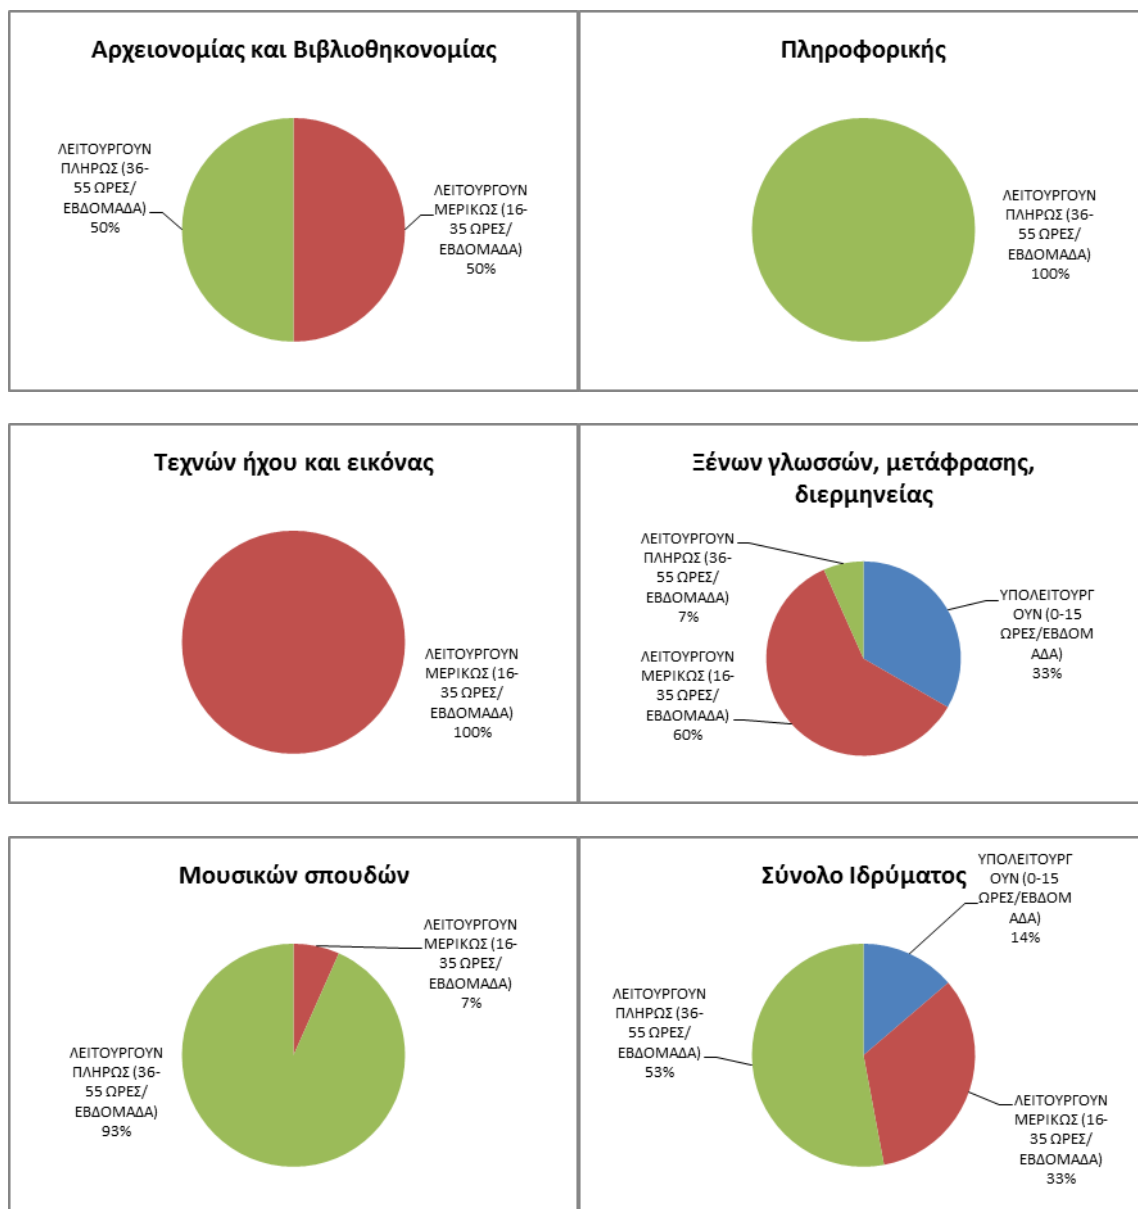 Αρχειονομίας και Βιβλιοθηκονομίας
ΛΕΙΤΟΥΡΓΟΥΝ
ΠΛΗΡΩΣ (36-
55 ΩΡΕΣ/
ΕΒΔΟΜΑΔΑ)
50%
ΛΕΙΤΟΥΡΓΟΥΝ
ΜΕΡΙΚΩΣ (16-
35 ΩΡΕΣ/
ΕΒΔΟΜΑΔΑ)
50%
Πληροφορικής
ΛΕΙΤΟΥΡΓΟΥΝ
ΠΛΗΡΩΣ (36-
55 ΩΡΕΣ/
ΕΒΔΟΜΑΔΑ)
100%
Τεχνών ήχου και εικόνας
ΛΕΙΤΟΥΡΓΟΥΝ
ΜΕΡΙΚΩΣ (16-
35 ΩΡΕΣ/
ΕΒΔΟΜΑΔΑ)
100%
Ξένων γλωσσών, μετάφρασης,
διερμηνείας
ΛΕΙΤΟΥΡΓΟΥΝ
ΠΛΗΡΩΣ (36-
55 ΩΡΕΣ/
ΕΒΔΟΜΑΔΑ)
7%
ΥΠΟΛΕΙΤΟΥΡΓ
ΟΥΝ (0-15
ΩΡΕΣ/ΕΒΔΟΜ
ΑΔΑ)
33%
ΛΕΙΤΟΥΡΓΟΥΝ
ΜΕΡΙΚΩΣ (16-
35 ΩΡΕΣ/
ΕΒΔΟΜΑΔΑ)
60%
Μουσικών σπουδών
ΛΕΙΤΟΥΡΓΟΥΝ
ΜΕΡΙΚΩΣ (16-
35 ΩΡΕΣ/
ΕΒΔΟΜΑΔΑ)
7%
ΛΕΙΤΟΥΡΓΟΥΝ
ΠΛΗΡΩΣ (36-
55 ΩΡΕΣ/
ΕΒΔΟΜΑΔΑ)
93%
Σύνολο Ιδρύματος
ΥΠΟΛΕΙΤΟΥΡΓ
ΟΥΝ (0-15
ΩΡΕΣ/ΕΒΔΟΜ
ΑΔΑ)
14%
ΛΕΙΤΟΥΡΓΟΥΝ
ΠΛΗΡΩΣ (36-
55 ΩΡΕΣ/
ΕΒΔΟΜΑΔΑ)
53%
ΛΕΙΤΟΥΡΓΟΥΝ
ΜΕΡΙΚΩΣ (16-
35 ΩΡΕΣ/
ΕΒΔΟΜΑΔΑ)
33%